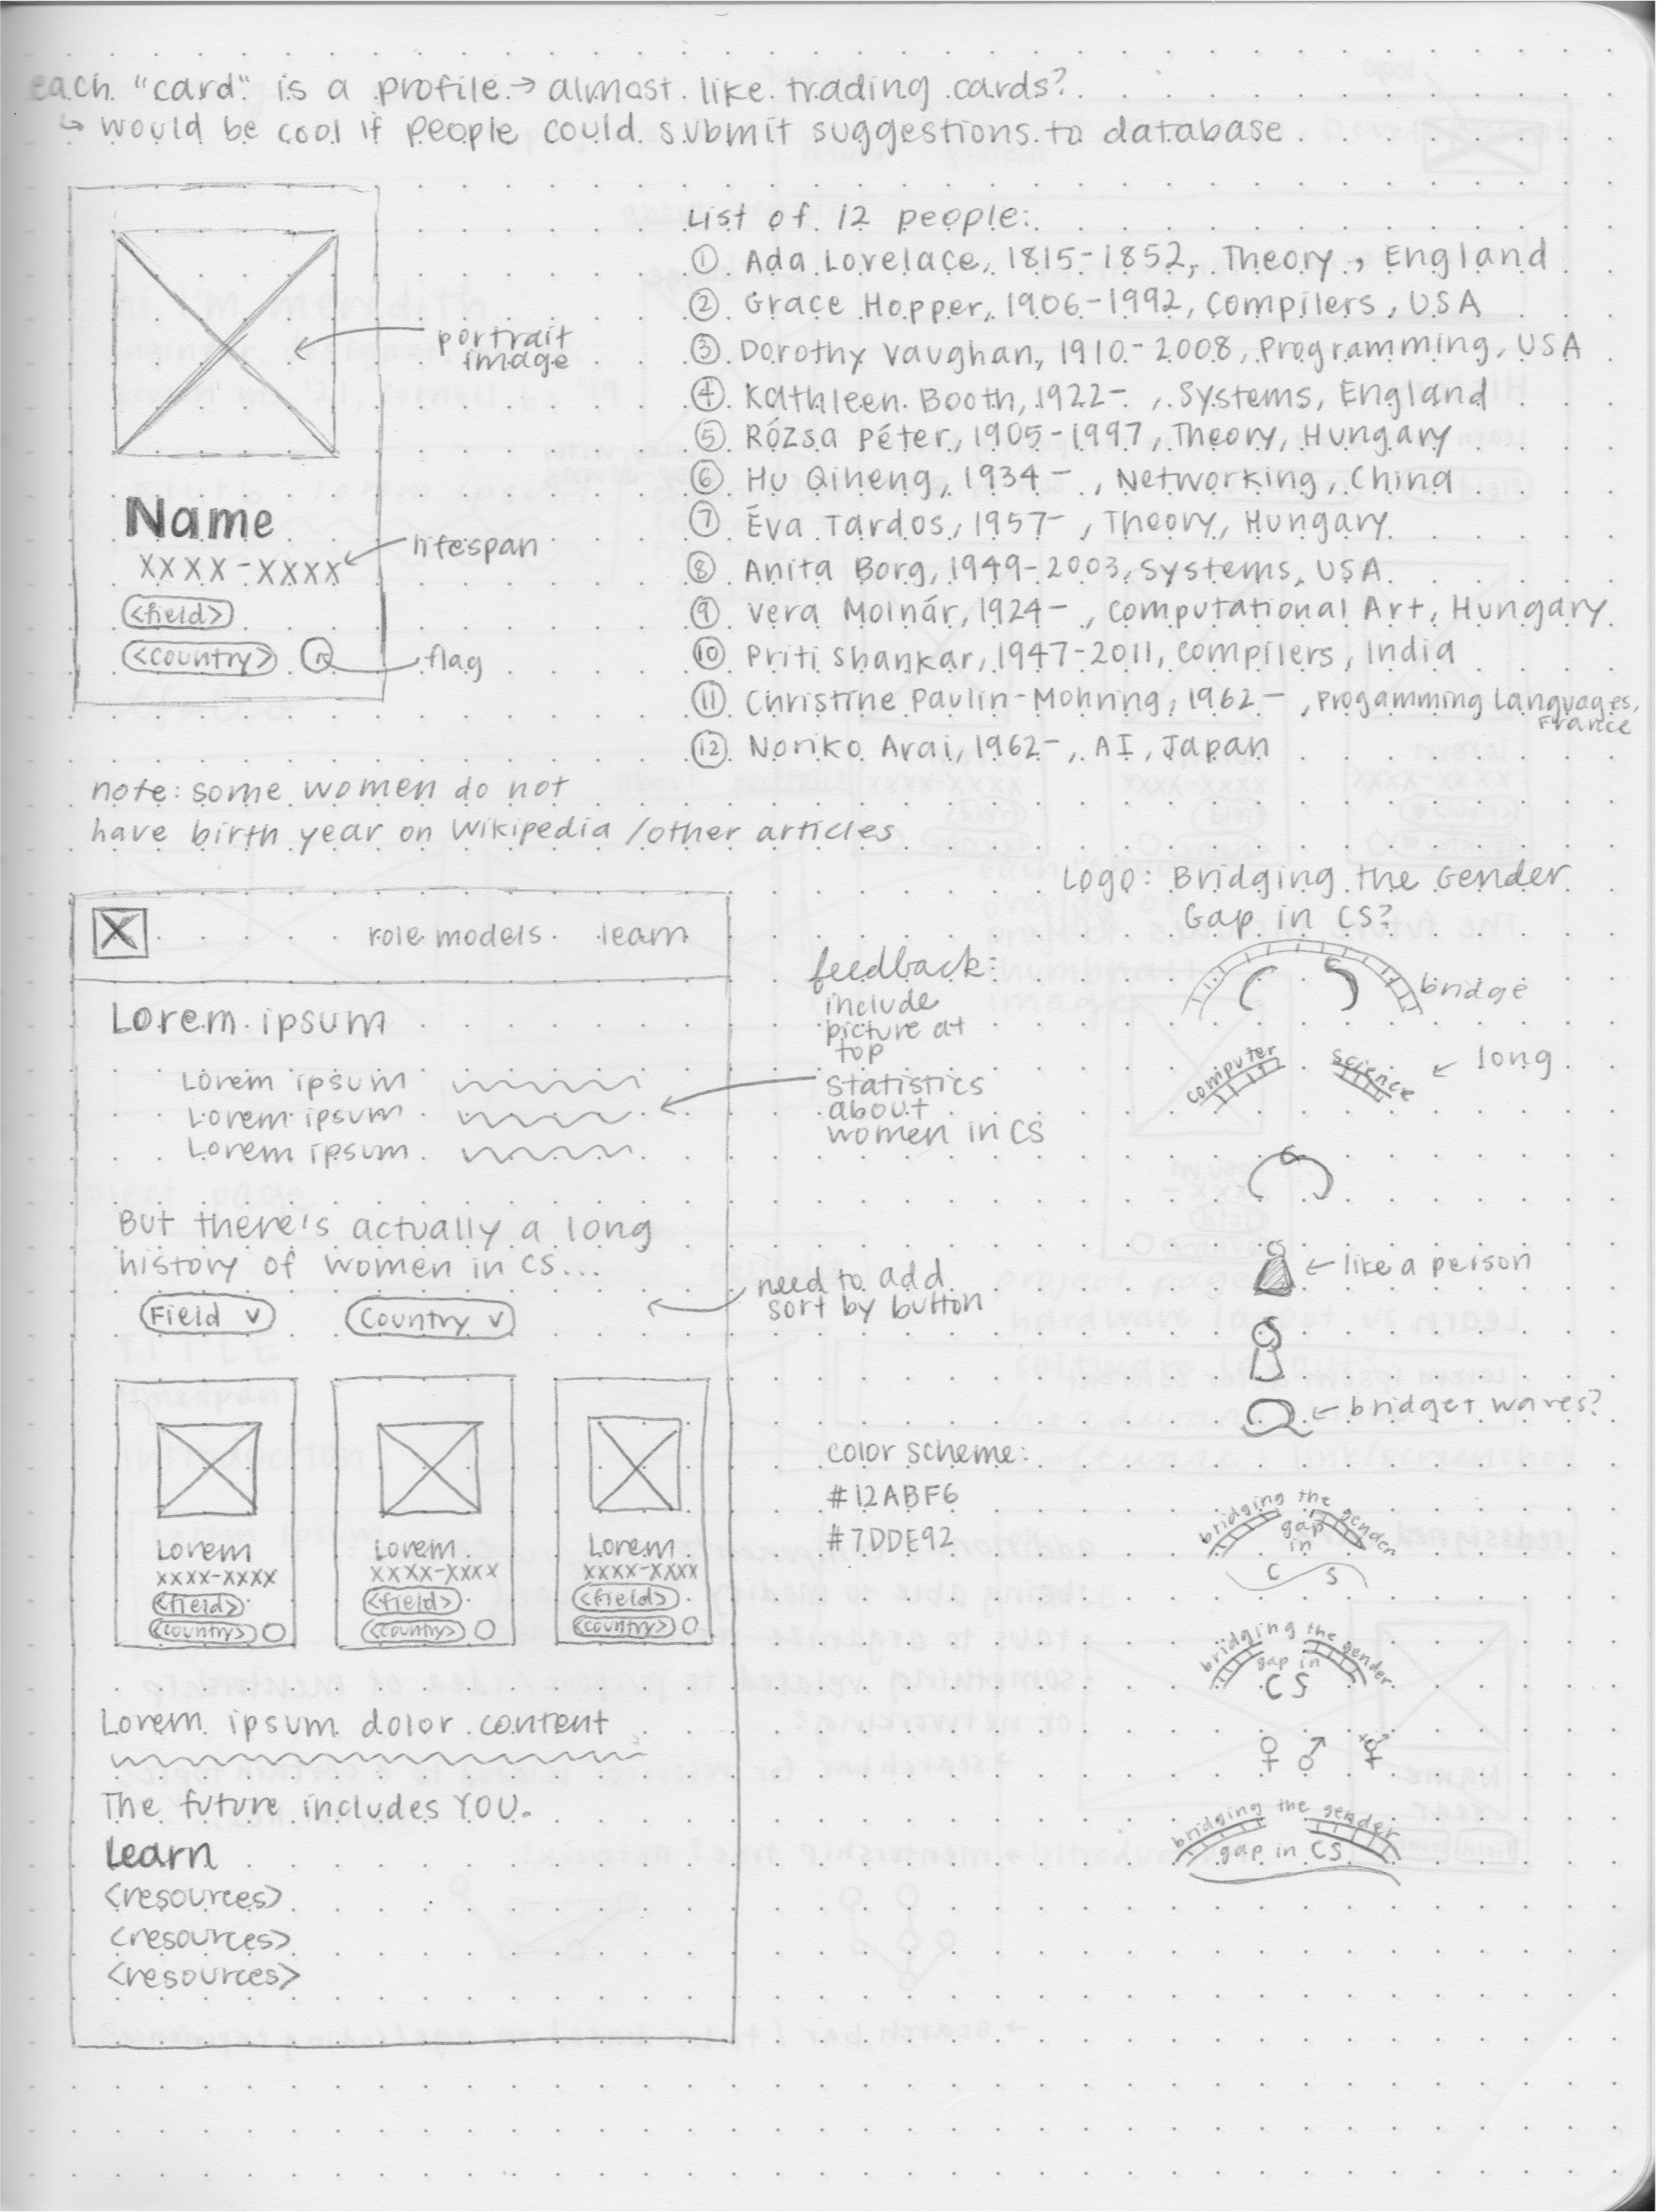 each "card" is a profile → almost like trading cards?
↳ would be cool if people could submit suggestions to database
portrait
image
Name
XXXX-XXXX
lifespan
<field>
<country>
flag
List of 12 people:
① Ada Lovelace, 1815-1852, Theory, England
② Grace Hopper, 1906-1992, Compilers, USA
③ Dorothy Vaughan, 1910-2008, Programming, USA
④ Kathleen Booth, 1922- , Systems, England
⑤ Rózsa Péter, 1905-1997, Theory, Hungary
⑥ Hu Qiheng, 1934- , Networking, China
⑦ Éva Tardos, 1957- , Theory, Hungary
⑧ Anita Borg, 1949-2003, Systems, USA
⑨ Vera Molnár, 1924- , Computational Art, Hungary
⑩ Priti Shankar, 1947-2011, Compilers, India
⑪ Christine Paulin-Mohring, 1962- , Progamming Languages,
France
⑫ Noriko Arai, 1962-, AI, Japan
note: some women do not
have birth year on Wikipedia / other articles
role models learn
Lorem ipsum
Lorem ipsum
Lorem ipsum
Lorem ipsum
But there's actually a long
history of women in CS...
Field v Country v
Lorem Lorem Lorem
xxxx-xxxx xxxx-xxxx xxxx-xxxx
<field> <field> <field>
<country> <country> <country>
Lorem ipsum dolor content
The future includes YOU.
Learn
<resources>
<resources>
<resources>
feedback:
include
picture at
top
statistics
about
women in CS
need to add
sort by button
color scheme:
#12ABF6
#7DDE92
Logo: Bridging the Gender
Gap in CS?
bridge
computer science ← long
← like a person
← bridget waves?
bridging the gender
gap
in
C S
bridging the gender
gap in
CS
♀ ♂ ⚧
bridging the gender
gap in CS